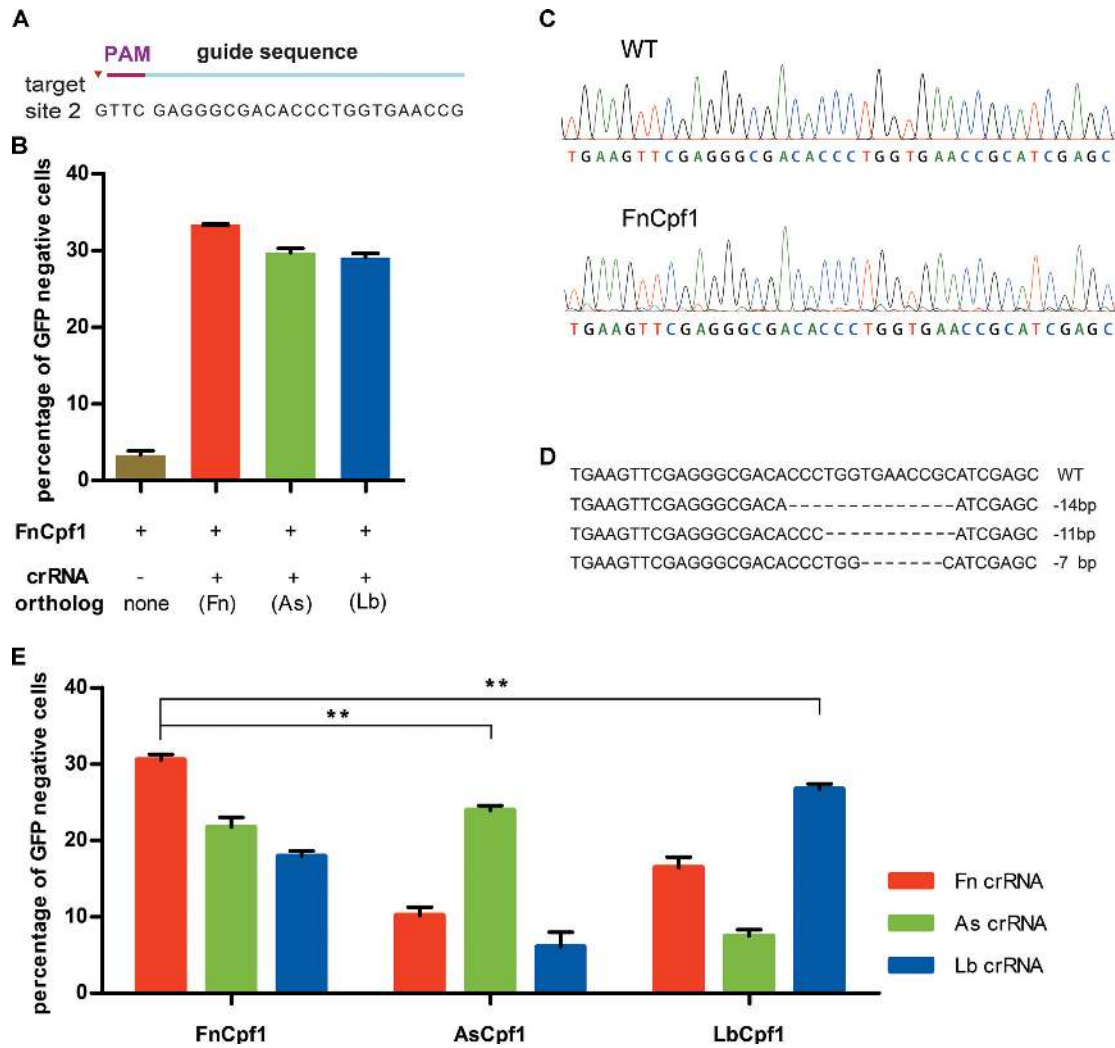 A
PAM guide sequence
target
site 2 GTTC GAGGGCGACACCCTGGTGAACCG
B
percentage of GFP negative cells
40
30
20
10
0
FnCpf1 + + + +
crRNA - + + +
ortholog none (Fn) (As) (Lb)
C
WT
TGAAGTTCGAGGGCGACACCCTGGTGAACCGCATCGAGC
FnCpf1
TGAAGTTCGAGGGCGACACCCTGGTGAACCGCATCGAGC
D
TGAAGTTCGAGGGCGACACCCTGGTGAACCGCATCGAGC WT
TGAAGTTCGAGGGCGACA--------------ATCGAGC -14bp
TGAAGTTCGAGGGCGACACCC-----------ATCGAGC -11bp
TGAAGTTCGAGGGCGACACCCTGG-------CATCGAGC -7 bp
E
percentage of GFP negative cells
40
30
20
10
0
**
**
FnCpf1 AsCpf1 LbCpf1
Fn crRNA
As crRNA
Lb crRNA